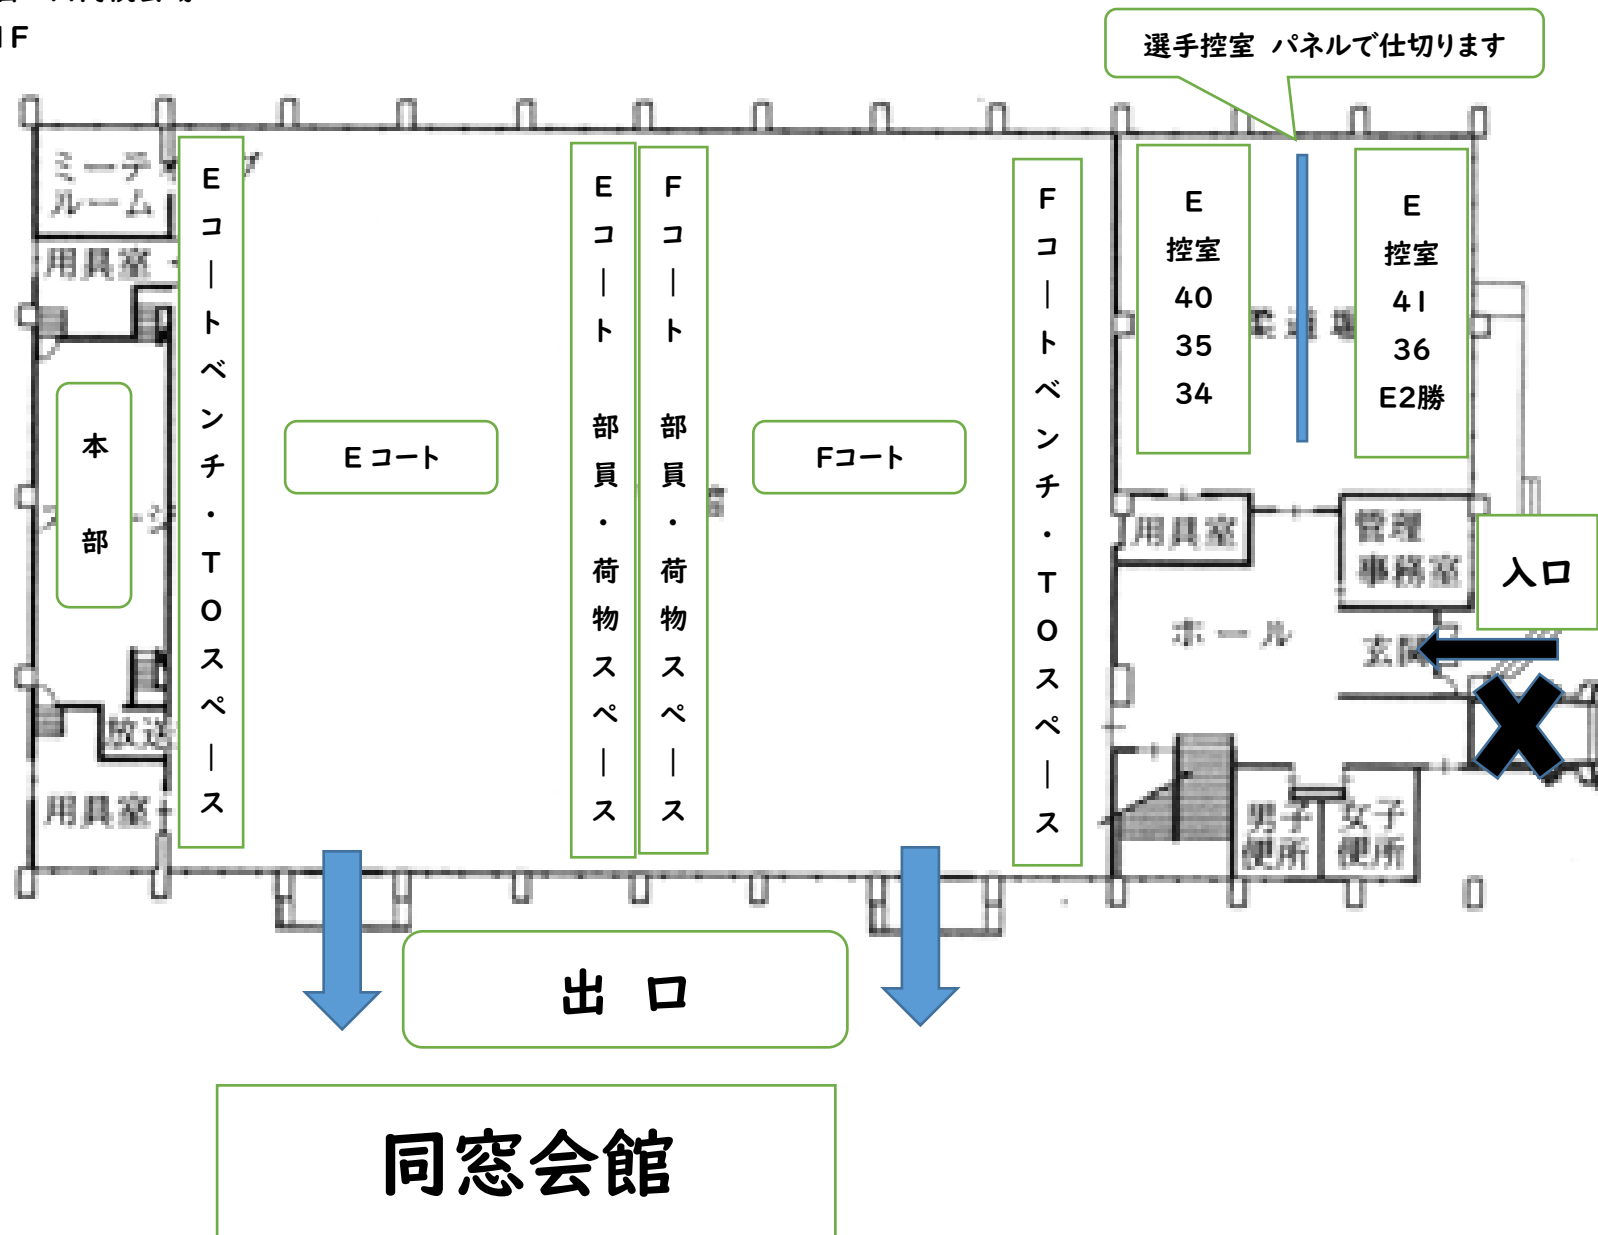 1F
選手控室 パネルで仕切ります
ミーテ
ルーム
用具室
本部
放送
用具室
Eコートベンチ・TOスペース
Eコート
Eコート 部員・荷物スペース
Fコート 部員・荷物スペース
Fコート
Fコートベンチ・TOスペース
E
控室
40
35
34
E
控室
41
36
E2勝
用具室
管理
事務室
入口
ホール
玄関
男子
便所
女子
便所
出口
同窓会館